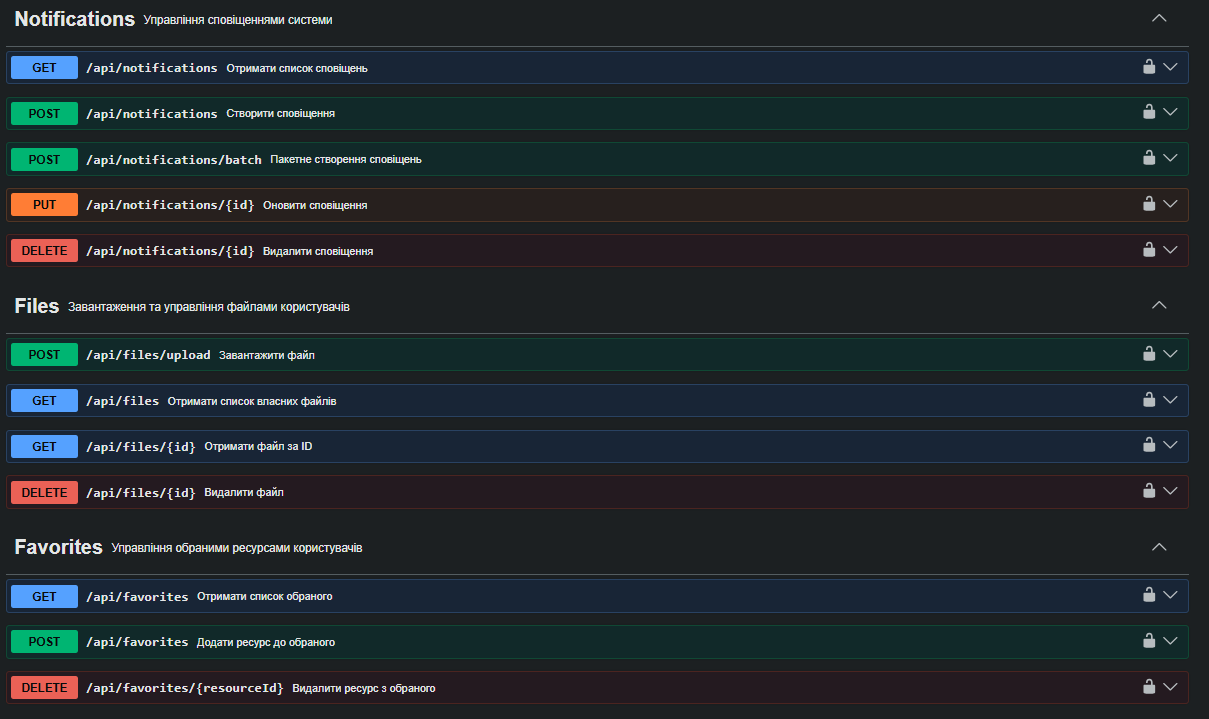 Notifications Управління сповіщеннями системи
GET /api/notifications Отримати список сповіщень
POST /api/notifications Створити сповіщення
POST /api/notifications/batch Пакетне створення сповіщень
PUT /api/notifications/{id} Оновити сповіщення
DELETE /api/notifications/{id} Видалити сповіщення
Files Завантаження та управління файлами користувачів
POST /api/files/upload Завантажити файл
GET /api/files Отримати список власних файлів
GET /api/files/{id} Отримати файл за ID
DELETE /api/files/{id} Видалити файл
Favorites Управління обраними ресурсами користувачів
GET /api/favorites Отримати список обраного
POST /api/favorites Додати ресурс до обраного
DELETE /api/favorites/{resourceId} Видалити ресурс з обраного